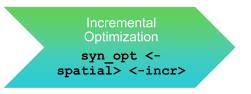 Incremental
Optimization
syn_opt <-
spatial> <-incr>